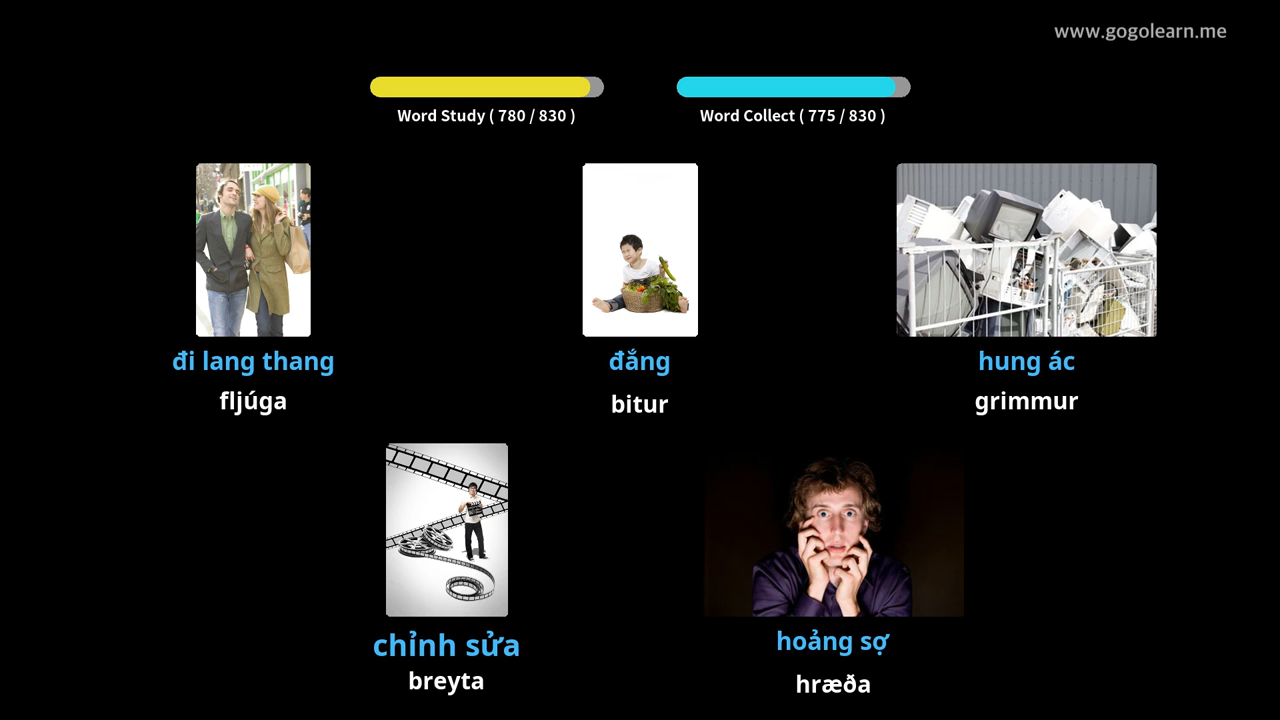 www.gogolearn.me
Word Study ( 780 / 830 )
Word Collect ( 775 / 830 )
đi lang thang
fljúga
đắng
bitur
hung ác
grimmur
chỉnh sửa
breyta
hoảng sợ
hræða